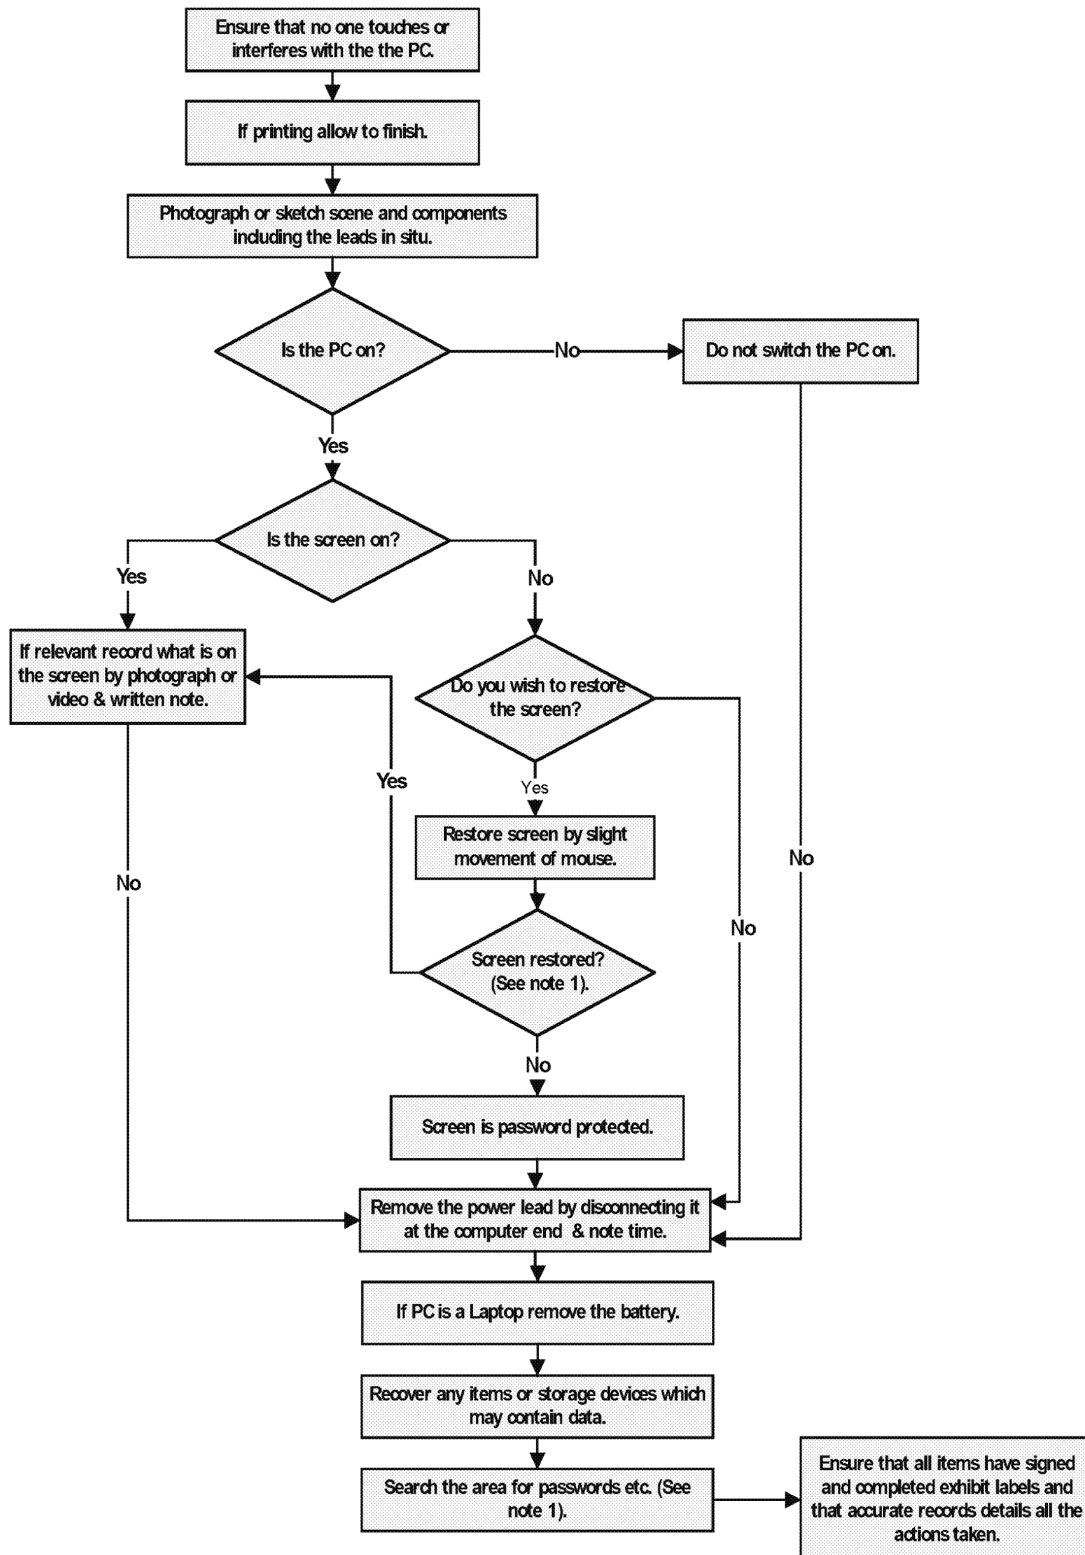 Ensure that no one touches or
interferes with the the PC.
If printing allow to finish.
Photograph or sketch scene and components
including the leads in situ.
Is the PC on?
No
Do not switch the PC on.
Yes
Is the screen on?
Yes
No
If relevant record what is on
the screen by photograph or
video & written note.
Do you wish to restore
the screen?
Yes
Yes
Restore screen by slight
movement of mouse.
No
No
No
Screen restored?
(See note 1).
No
Screen is password protected.
Remove the power lead by disconnecting it
at the computer end & note time.
If PC is a Laptop remove the battery.
Recover any items or storage devices which
may contain data.
Search the area for passwords etc. (See
note 1).
Ensure that all items have signed
and completed exhibit labels and
that accurate records details all the
actions taken.